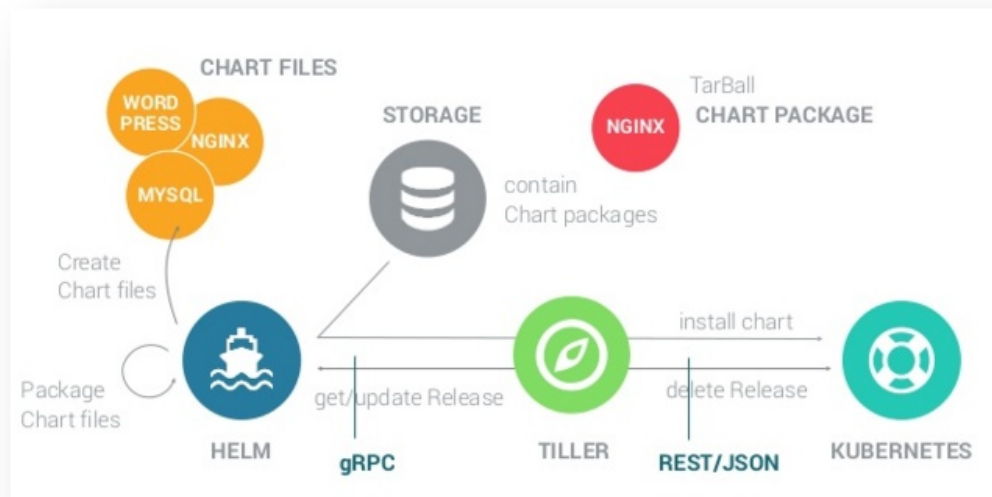 CHART FILES
WORD
PRESS
NGINX
MYSQL
STORAGE
contain
Chart packages
NGINX
TarBall
CHART PACKAGE
Create
Chart files
Package
Chart files
HELM
get/update Release
gRPC
TILLER
install chart
delete Release
REST/JSON
KUBERNETES